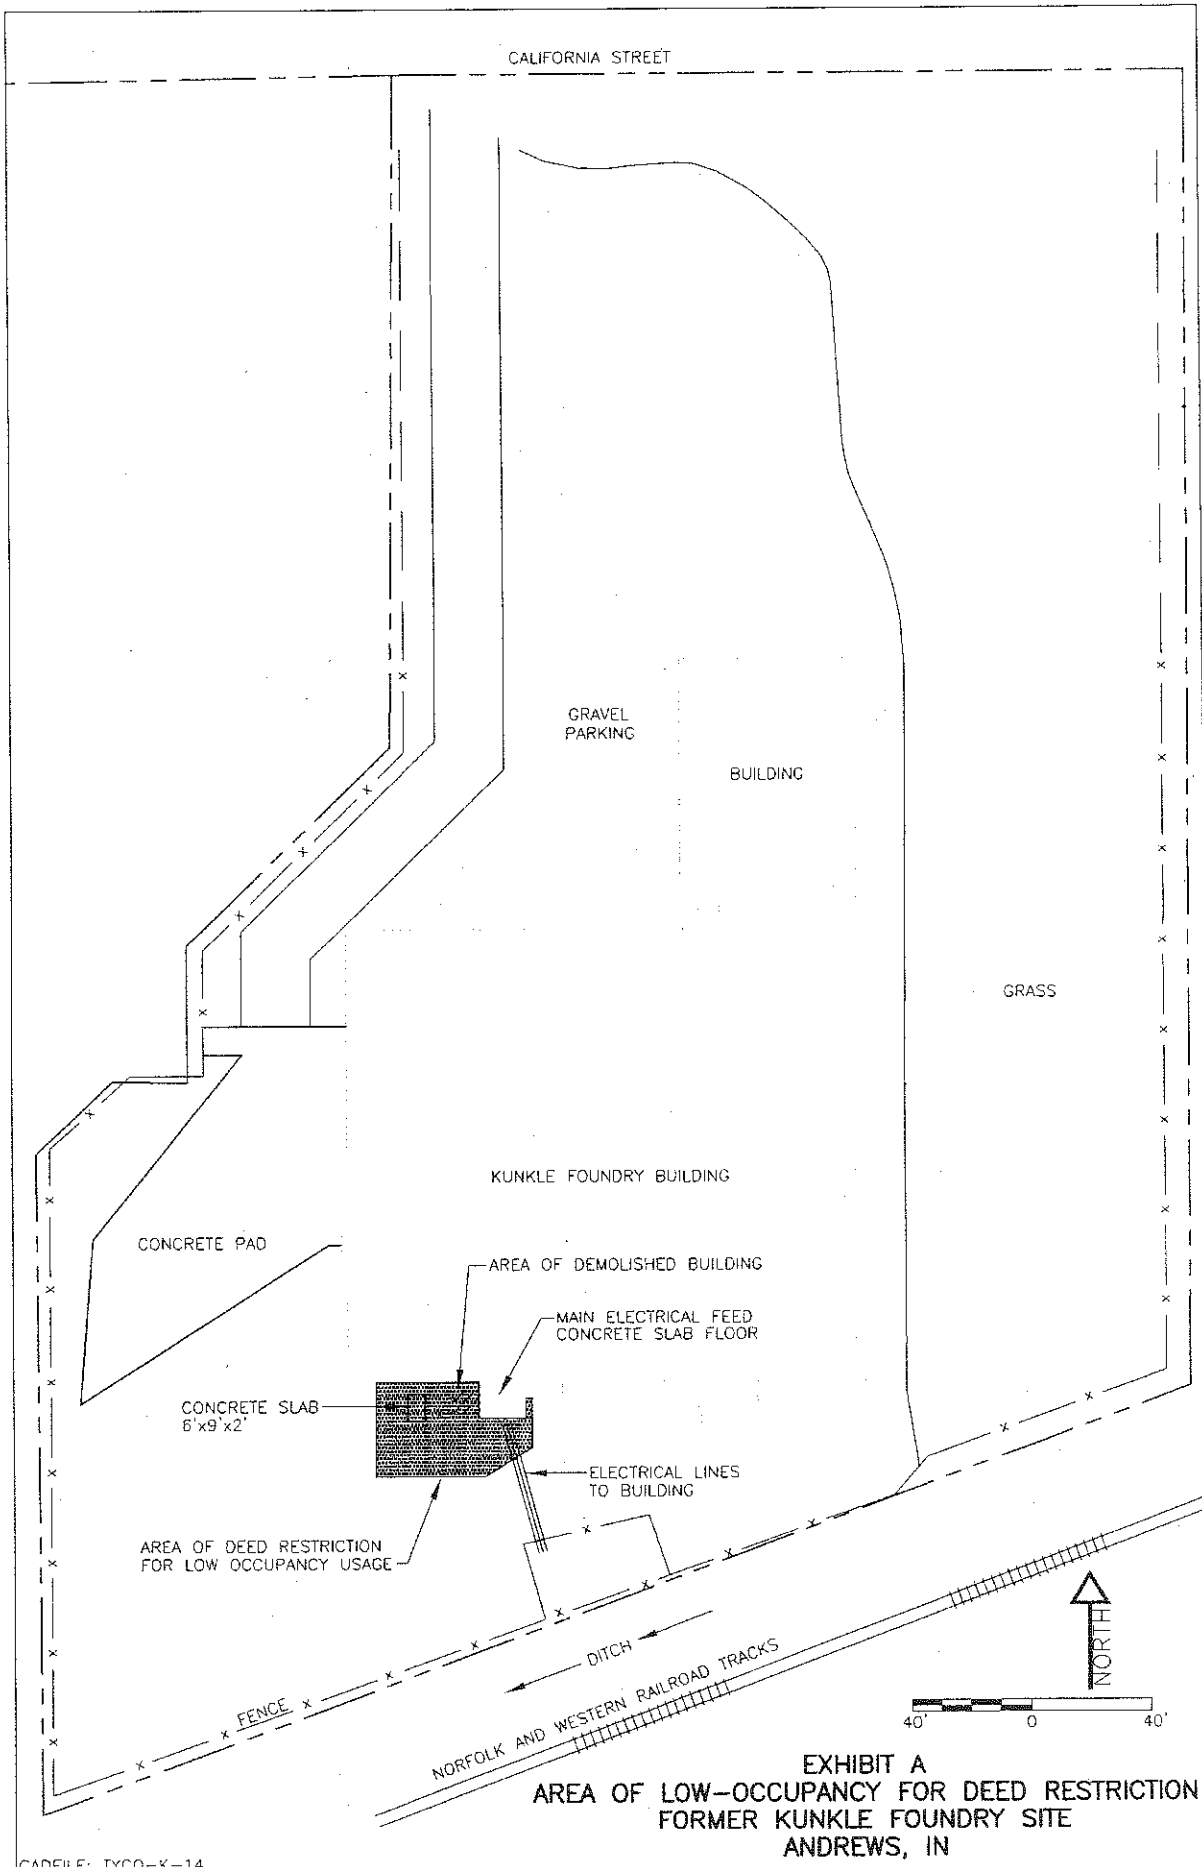 CALIFORNIA STREET
GRAVEL
PARKING
BUILDING
GRASS
KUNKLE FOUNDRY BUILDING
CONCRETE PAD
AREA OF DEMOLISHED BUILDING
MAIN ELECTRICAL FEED
CONCRETE SLAB FLOOR
CONCRETE SLAB
6'x9'x2'
ELECTRICAL LINES
TO BUILDING
AREA OF DEED RESTRICTION
FOR LOW OCCUPANCY USAGE
DITCH
FENCE
NORFOLK AND WESTERN RAILROAD TRACKS
NORTH
40' 0 40'
EXHIBIT A
AREA OF LOW-OCCUPANCY FOR DEED RESTRICTION
FORMER KUNKLE FOUNDRY SITE
ANDREWS, IN
CADFILE: TYCO-K-14